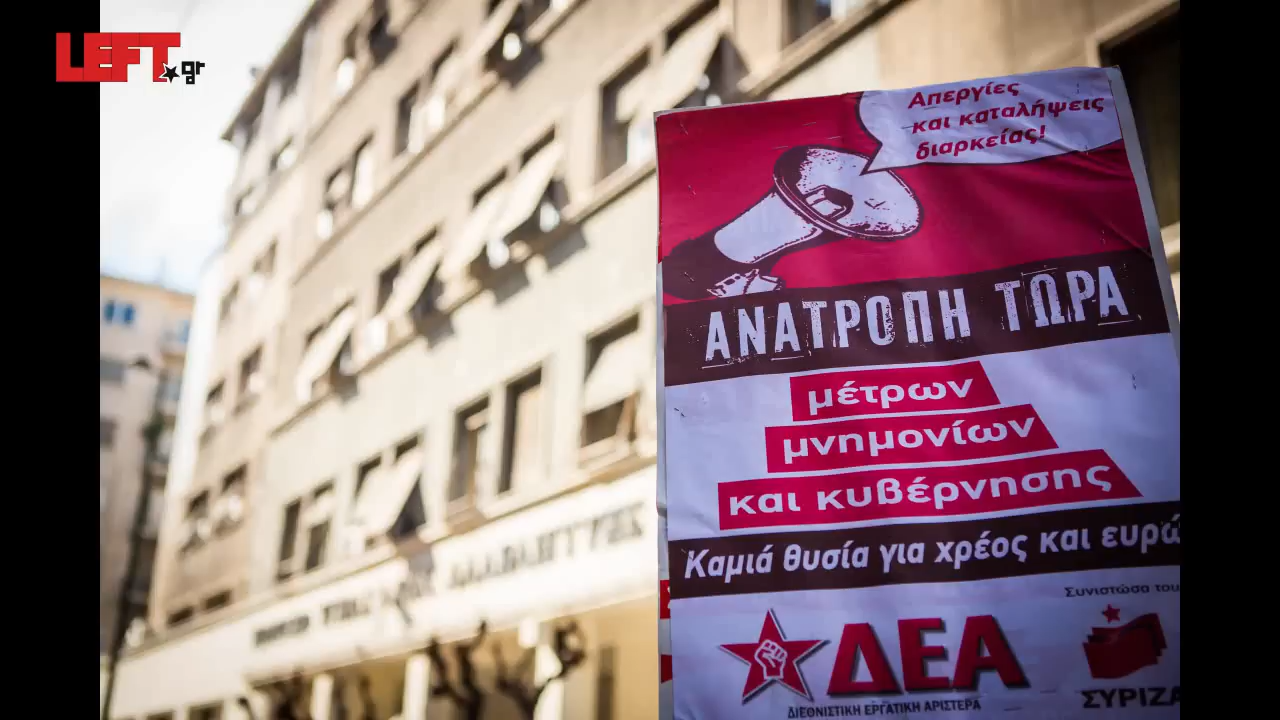 LEFT.gr
Απεργίες
και καταλήψεις
διαρκείας!
ΑΝΑΤΡΟΠΗ ΤΩΡΑ
μέτρων
μνημονίων
και κυβέρνησης
Καμιά θυσία για χρέος και ευρώ
Συνιστώσα του
ΔΕΑ
ΔΙΕΘΝΙΣΤΙΚΗ ΕΡΓΑΤΙΚΗ ΑΡΙΣΤΕΡΑ
ΣΥΡΙΖΑ